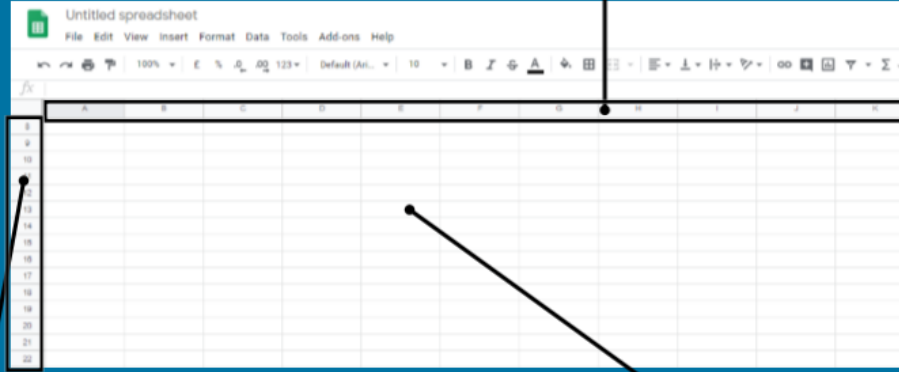 Untitled spreadsheet
File Edit View Insert Format Data Tools Add-ons Help
100% £ % .0 .00 123 Default (Ari... 10 B I S A Σ
fx
A B C D E F G H I J K
8
9
10
12
13
14
15
16
17
18
19
20
21
22